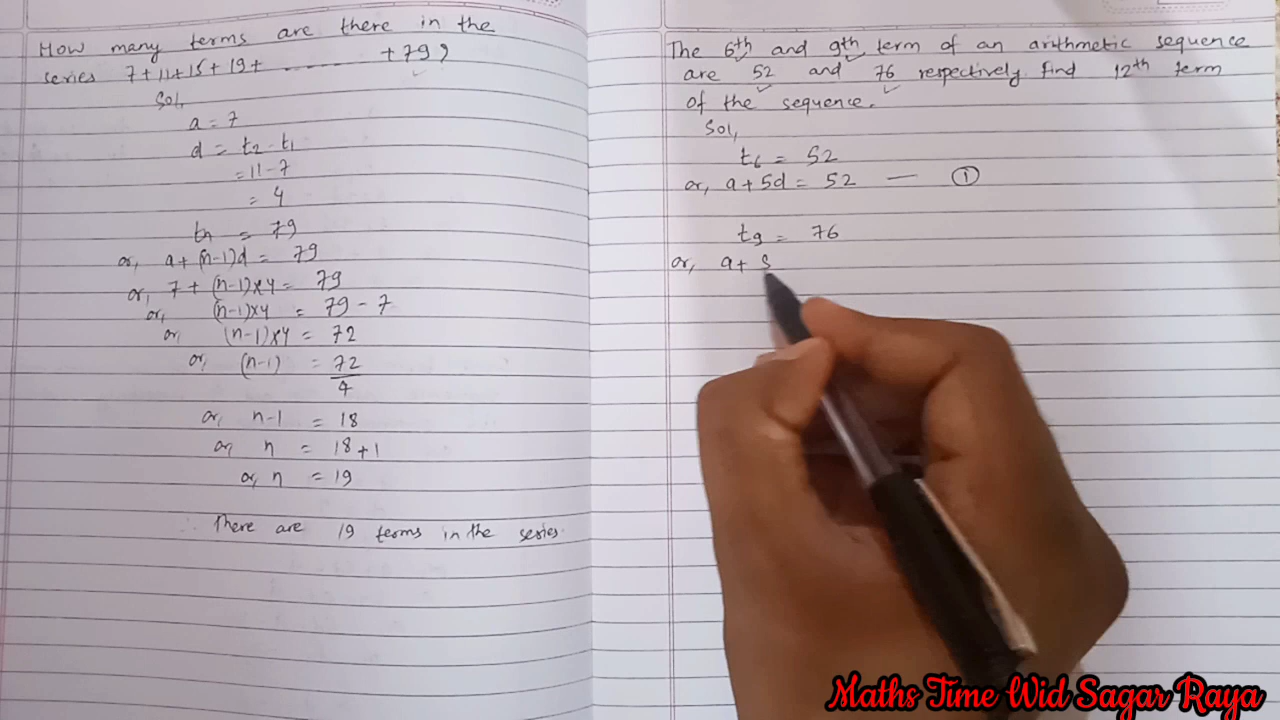 How many terms are there in the
series 7+11+15+19+ ........ +79?
Sol,
a = 7
d = t2 - t1
= 11 - 7
= 4
tn = 79
or, a + (n-1)d = 79
or, 7 + (n-1)×4 = 79
or, (n-1)×4 = 79 - 7
or, (n-1)×4 = 72
or, (n-1) = 72
4
or, n-1 = 18
or, n = 18 + 1
or, n = 19
There are 19 terms in the series.
The 6th and 9th term of an arithmetic sequence
are 52 and 76 respectively. Find 12th term
of the sequence.
Sol,
t6 = 52
or, a + 5d = 52 — ①
t9 = 76
or, a +
Maths Time Wid Sagar Raya